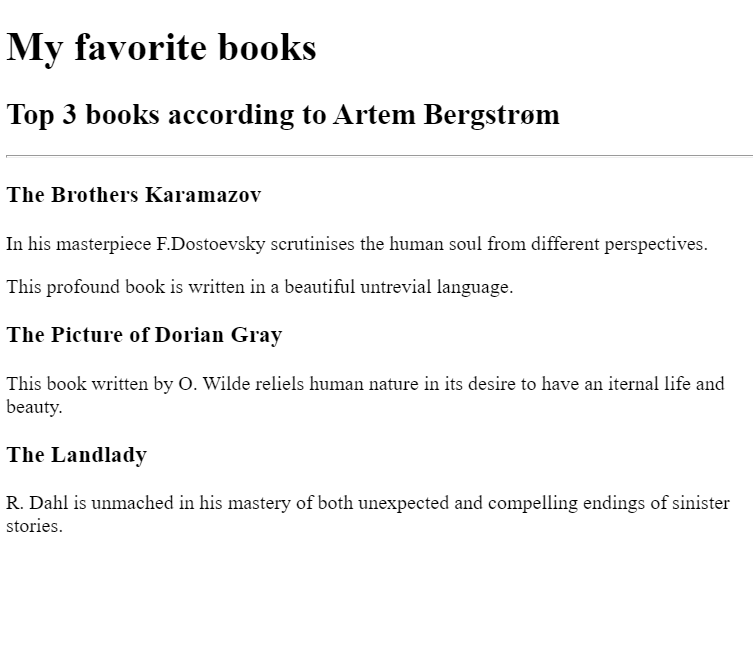 My favorite books
Top 3 books according to Artem Bergstrøm
The Brothers Karamazov
In his masterpiece F.Dostoevsky scrutinises the human soul from different perspectives.
This profound book is written in a beautiful untrevial language.
The Picture of Dorian Gray
This book written by O. Wilde reliels human nature in its desire to have an iternal life and
beauty.
The Landlady
R. Dahl is unmached in his mastery of both unexpected and compelling endings of sinister
stories.